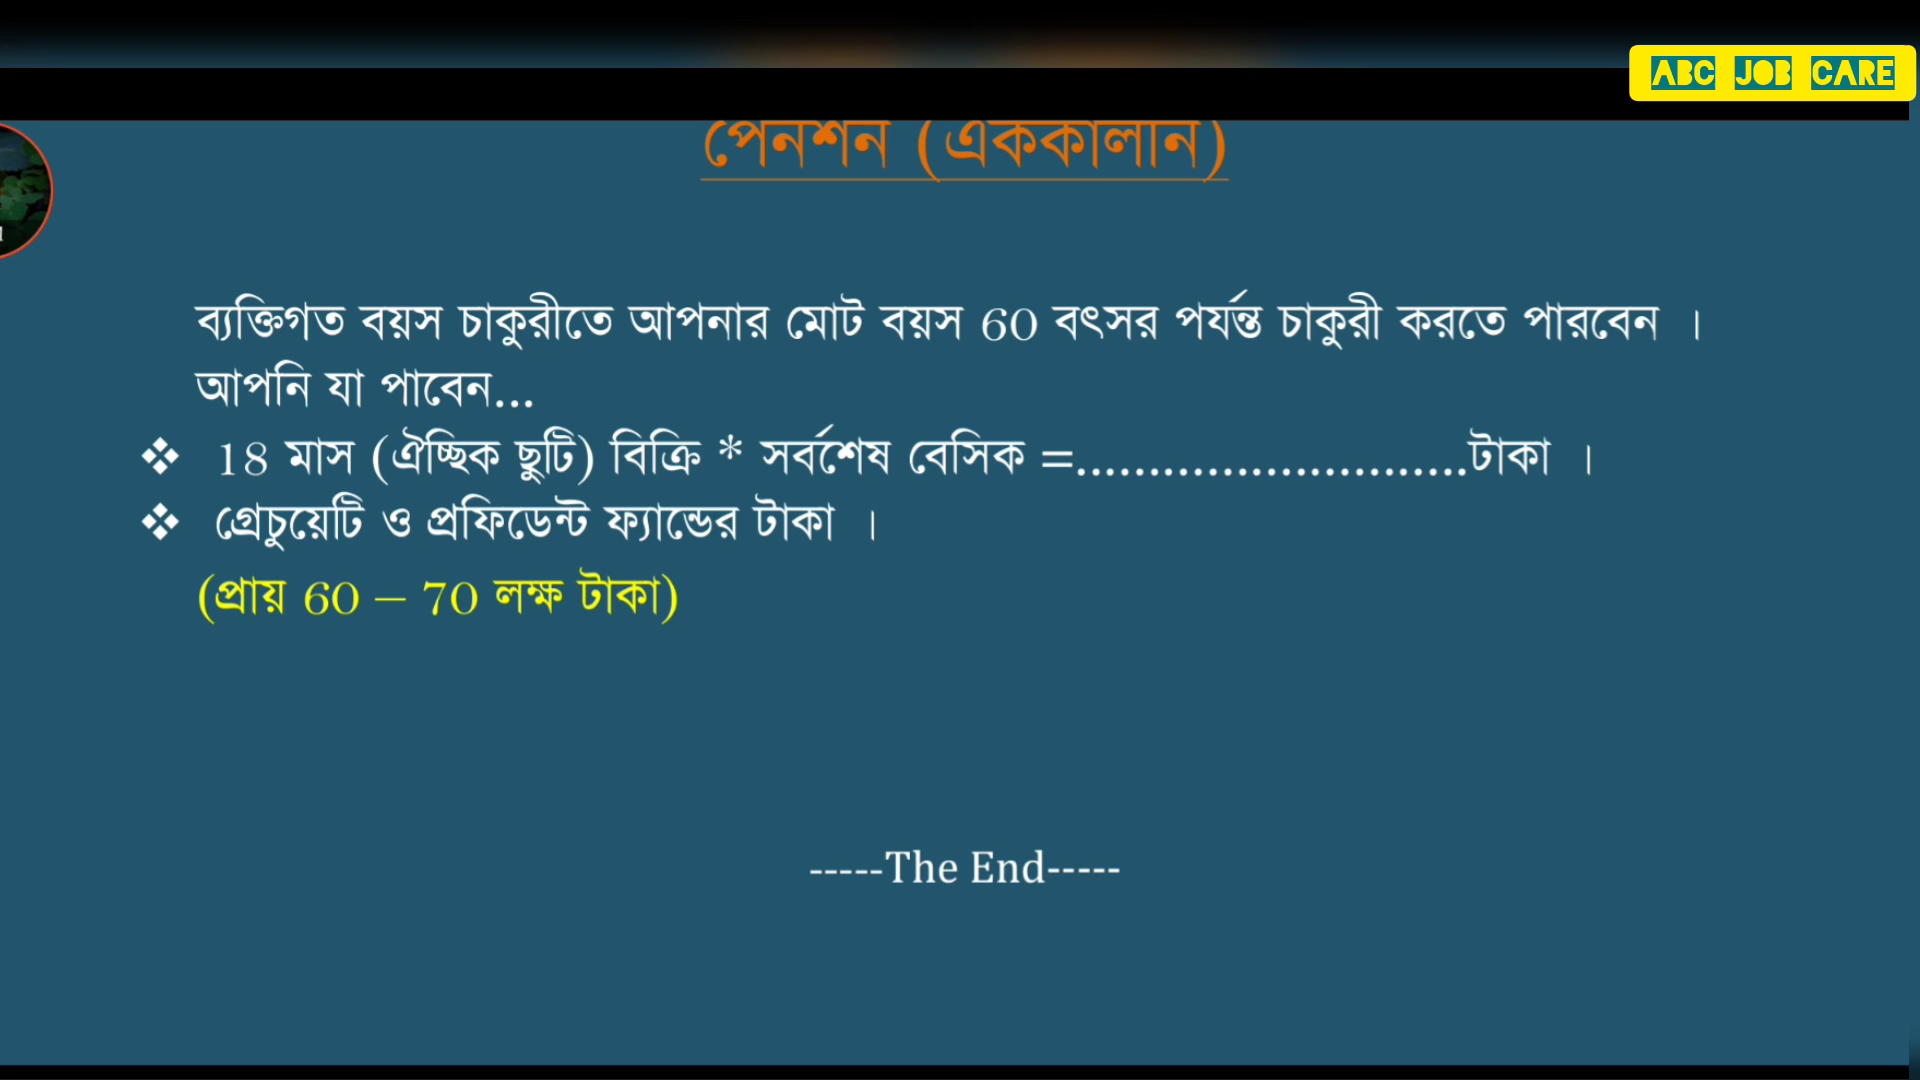 ABC JOB CARE
পেনশন (এককালীন)
ব্যক্তিগত বয়স চাকুরীতে আপনার মোট বয়স 60 বৎসর পর্যন্ত চাকুরী করতে পারবেন ।
আপনি যা পাবেন...
❖ 18 মাস (ঐচ্ছিক ছুটি) বিক্রি * সর্বশেষ বেসিক =...........................টাকা ।
❖ গ্রেচুয়েটি ও প্রফিডেন্ট ফ্যান্ডের টাকা ।
(প্রায় 60 – 70 লক্ষ টাকা)
-----The End-----